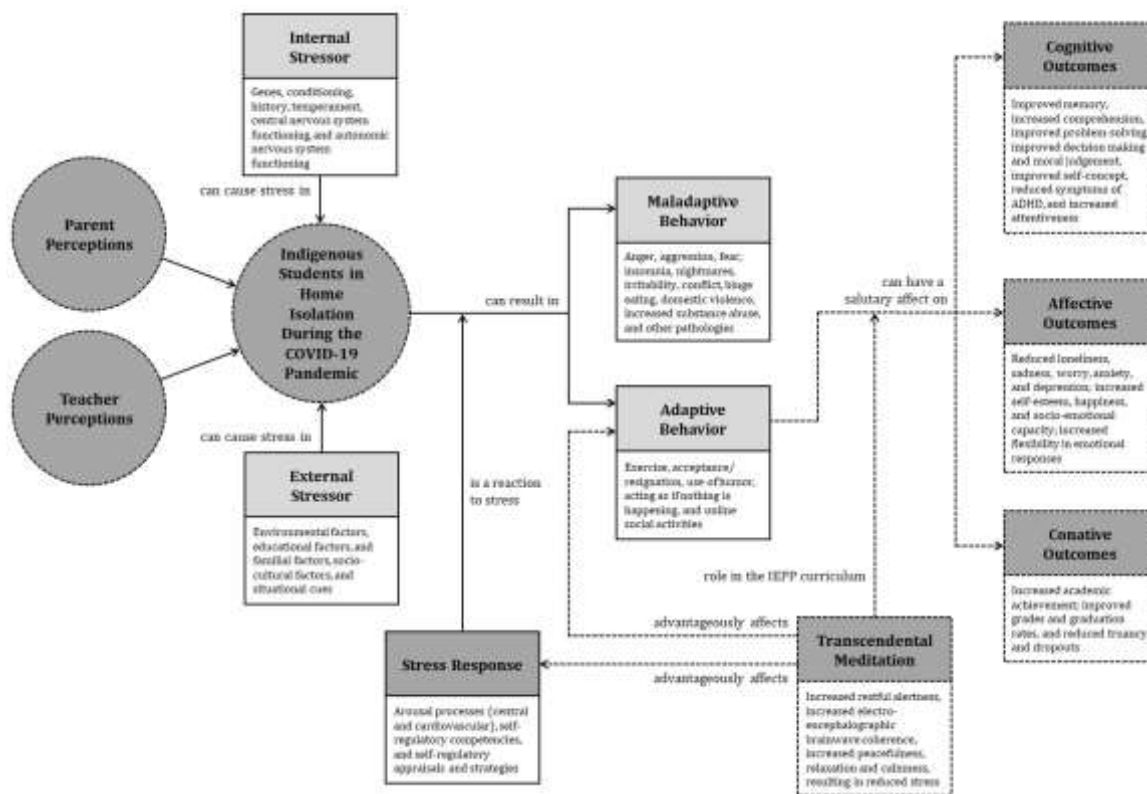 Internal
Stressor
Genes, conditioning,
history, temperament,
central nervous system
functioning, and autonomic
nervous system
functioning
can cause stress in
Parent
Perceptions
Teacher
Perceptions
Indigenous
Students in
Home
Isolation
During the
COVID-19
Pandemic
can cause stress in
External
Stressor
Environmental factors,
educational factors, and
familial factors, socio-
cultural factors, and
situational cues
can result in
is a reaction
to stress
Stress Response
Arousal processes (central
and cardiovascular), self-
regulatory competencies,
and self-regulatory
appraisals and strategies
Maladaptive
Behavior
Anger, aggression, fear,
insomnia, nightmares,
irritability, conflict, binge
eating, domestic violence,
increased substance abuse,
and other pathologies
Adaptive
Behavior
Exercise, acceptance/
resignation, use of humor,
acting as if nothing is
happening, and online
social activities
can have a
salutary affect on
role in the IEPP curriculum
advantageously affects
advantageously affects
Transcendental
Meditation
Increased restful alertness,
increased electro-
encephalographic
brainwave coherence,
increased peacefulness,
relaxation and calmness,
resulting in reduced stress
Cognitive
Outcomes
Improved memory,
increased comprehension,
improved problem-solving
improved decision making
and moral judgement,
improved self-concept,
reduced symptoms of
ADHD, and increased
attentiveness
Affective
Outcomes
Reduced loneliness,
sadness, worry, anxiety,
and depression; increased
self-esteem, happiness,
and socio-emotional
capacity; increased
flexibility in emotional
responses
Conative
Outcomes
Increased academic
achievement; improved
grades and graduation
rates, and reduced truancy
and dropouts